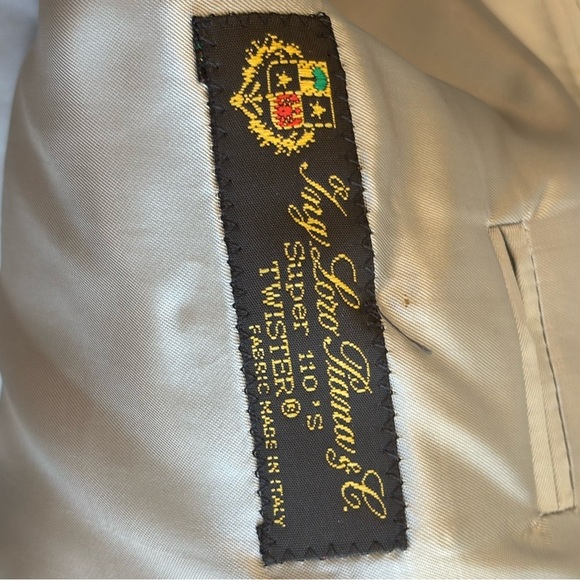 Ing. Loro Piana & C.
Super 110's
TWISTER®
FABRIC MADE IN ITALY